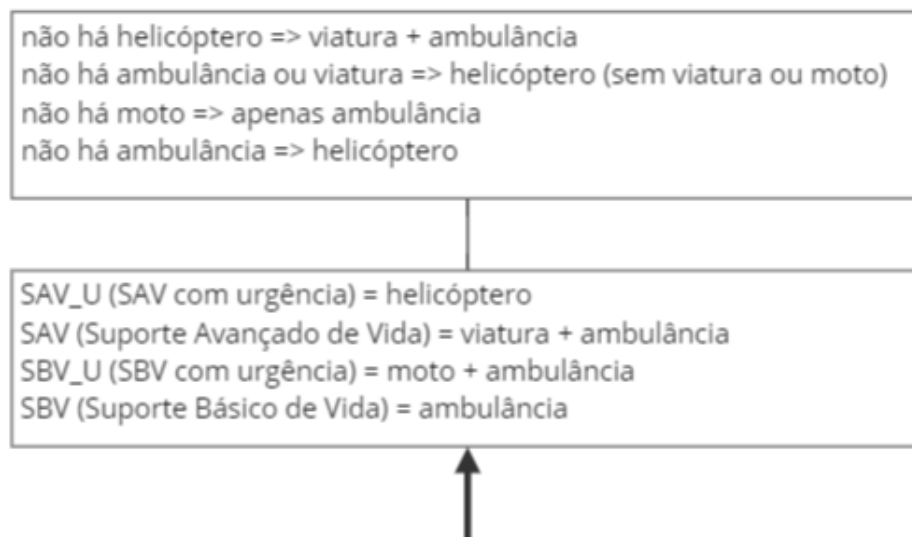 não há helicóptero => viatura + ambulância
não há ambulância ou viatura => helicóptero (sem viatura ou moto)
não há moto => apenas ambulância
não há ambulância => helicóptero
SAV_U (SAV com urgência) = helicóptero
SAV (Suporte Avançado de Vida) = viatura + ambulância
SBV_U (SBV com urgência) = moto + ambulância
SBV (Suporte Básico de Vida) = ambulância